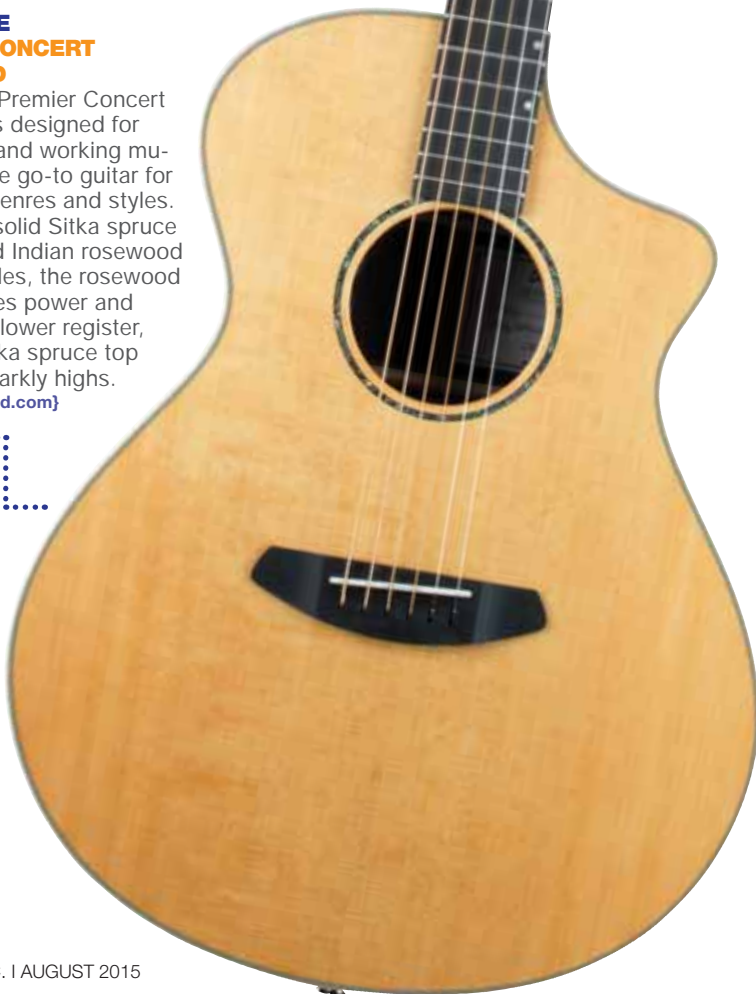 E
ONCERT
Premier Concert
s designed for
and working mu-
e go-to guitar for
enres and styles.
solid Sitka spruce
d Indian rosewood
les, the rosewood
es power and
lower register,
ka spruce top
arkly highs.
d.com}
. I AUGUST 2015